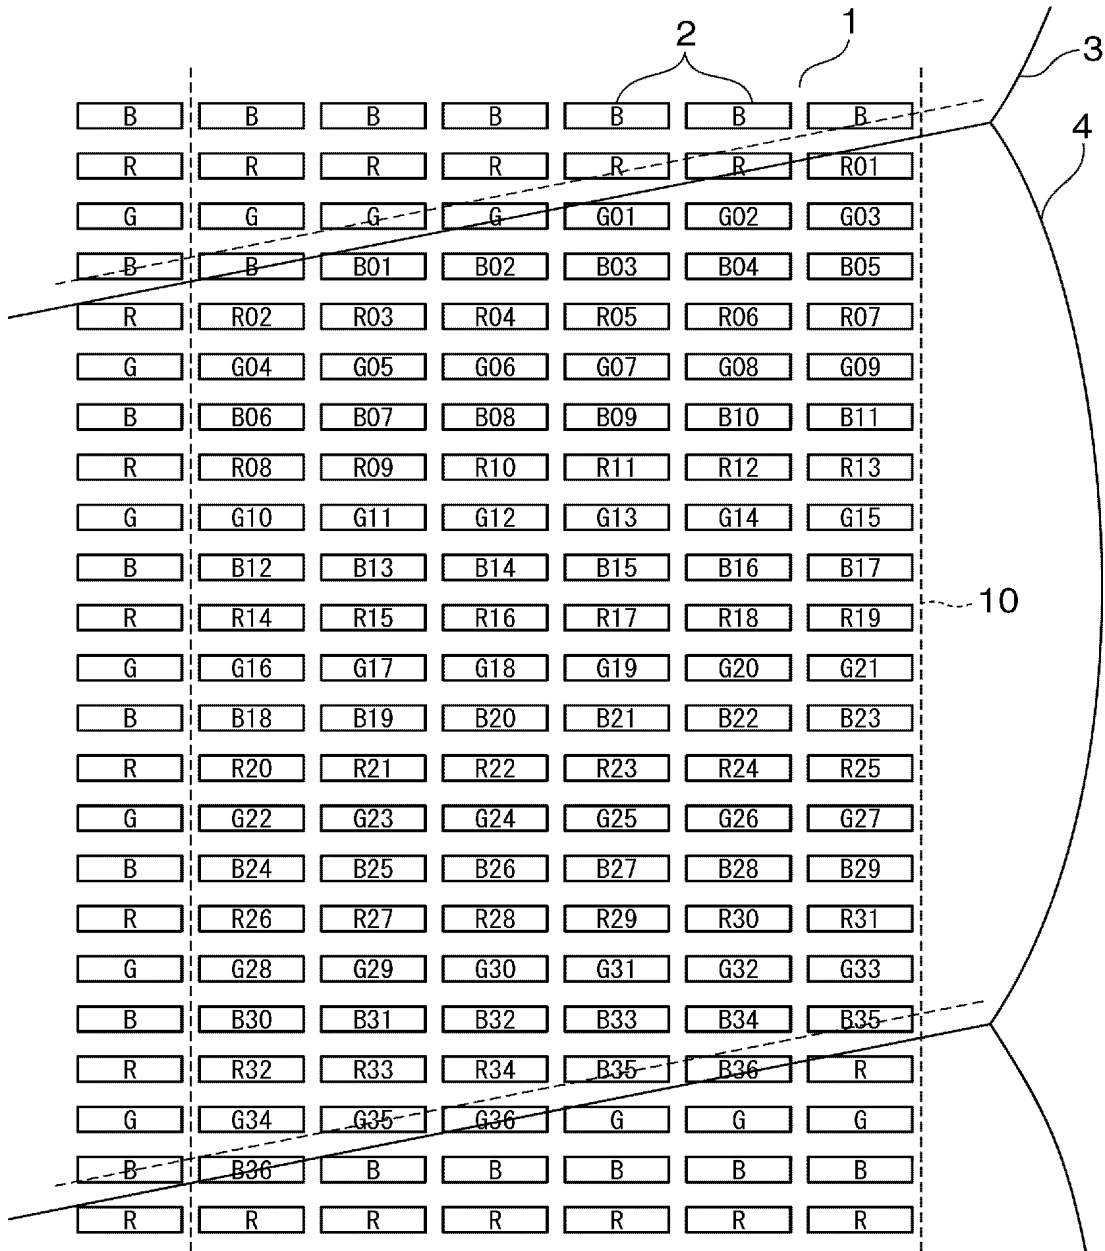 1
2
3
4
B B B B B B B
R R R R R R R01
G G G G G01 G02 G03
B B B01 B02 B03 B04 B05
R R02 R03 R04 R05 R06 R07
G G04 G05 G06 G07 G08 G09
B B06 B07 B08 B09 B10 B11
R R08 R09 R10 R11 R12 R13
G G10 G11 G12 G13 G14 G15
B B12 B13 B14 B15 B16 B17
R R14 R15 R16 R17 R18 R19
10
G G16 G17 G18 G19 G20 G21
B B18 B19 B20 B21 B22 B23
R R20 R21 R22 R23 R24 R25
G G22 G23 G24 G25 G26 G27
B B24 B25 B26 B27 B28 B29
R R26 R27 R28 R29 R30 R31
G G28 G29 G30 G31 G32 G33
B B30 B31 B32 B33 B34 B35
R R32 R33 R34 B35 B36 R
G G34 G35 G36 G G G
B B36 B B B B B
R R R R R R R